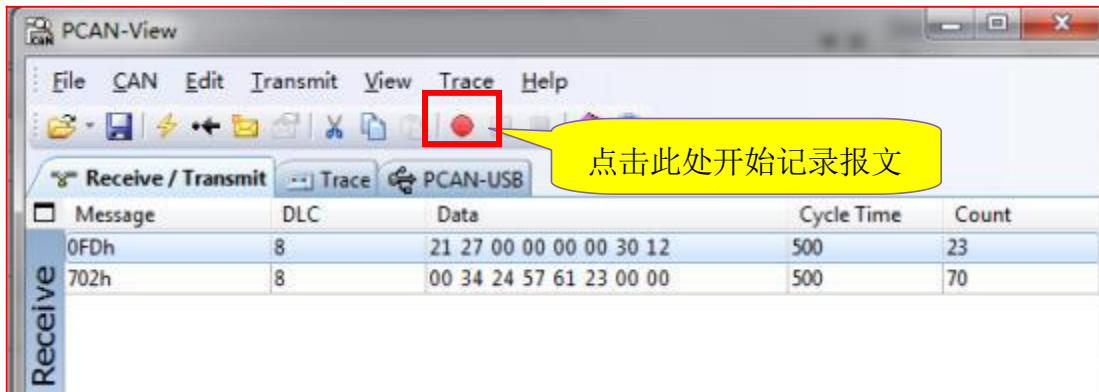 PCAN-View
File CAN Edit Transmit View Trace Help
点击此处开始记录报文
Receive / Transmit Trace PCAN-USB
Message DLC Data Cycle Time Count
0FDh 8 21 27 00 00 00 00 30 12 500 23
702h 8 00 34 24 57 61 23 00 00 500 70
Receive